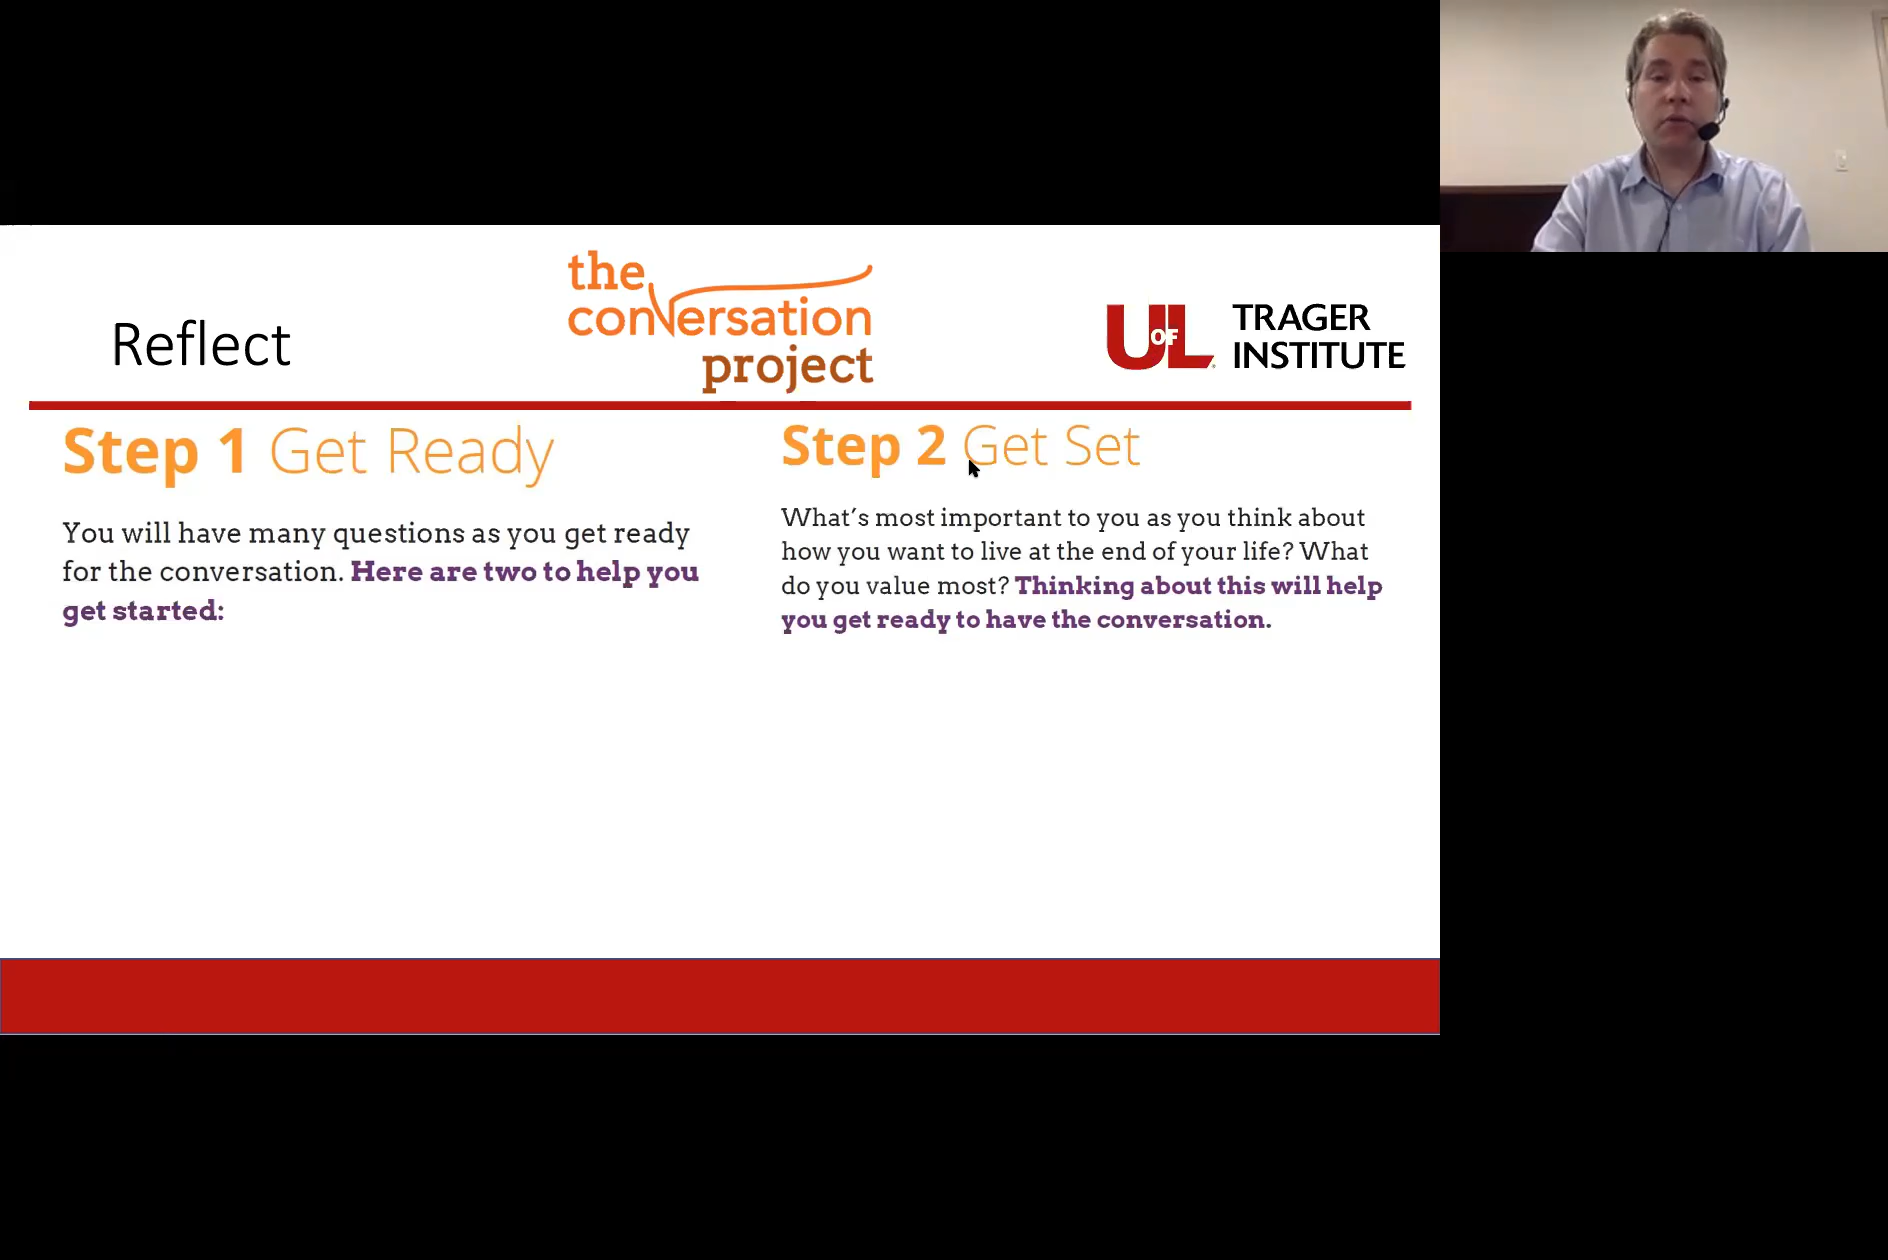 Reflect
the
conversation
project
UofL
TRAGER
INSTITUTE
Step 1 Get Ready
You will have many questions as you get ready
for the conversation. Here are two to help you
get started:
Step 2 Get Set
What’s most important to you as you think about
how you want to live at the end of your life? What
do you value most? Thinking about this will help
you get ready to have the conversation.